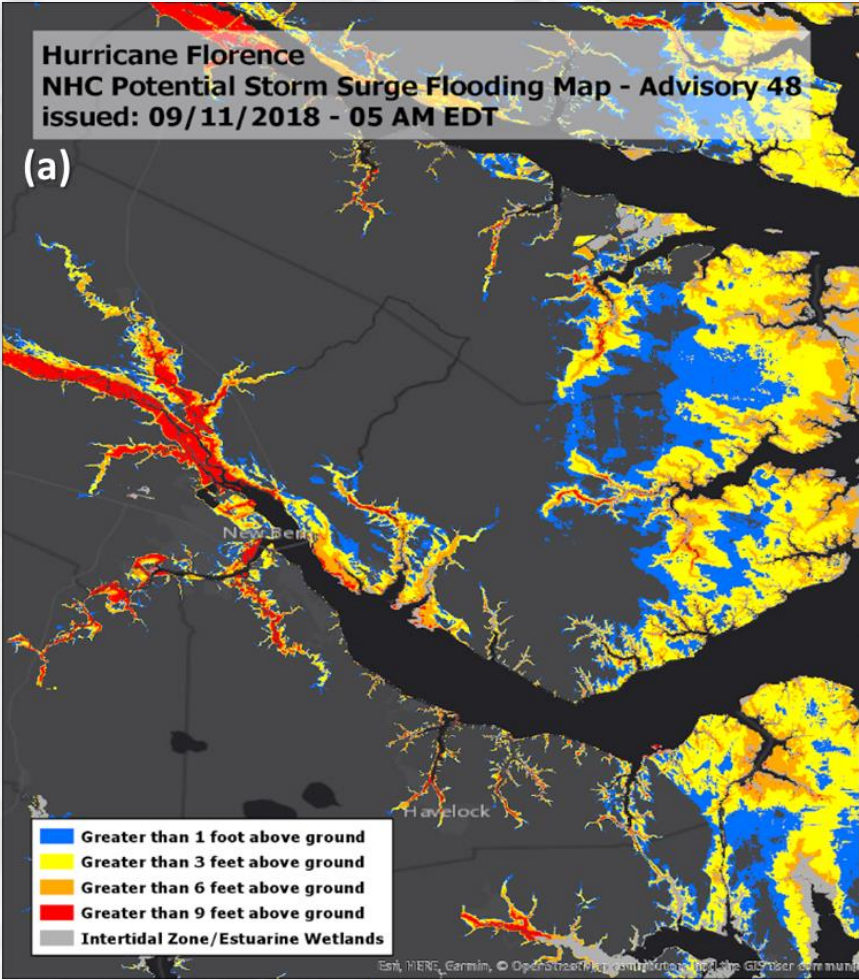 Hurricane Florence
NHC Potential Storm Surge Flooding Map - Advisory 48
issued: 09/11/2018 - 05 AM EDT
(a)
New Bern
Havelock
Greater than 1 foot above ground
Greater than 3 feet above ground
Greater than 6 feet above ground
Greater than 9 feet above ground
Intertidal Zone/Estuarine Wetlands
Esri, HERE, Garmin, © OpenStreetMap contributors, and the GIS user commun